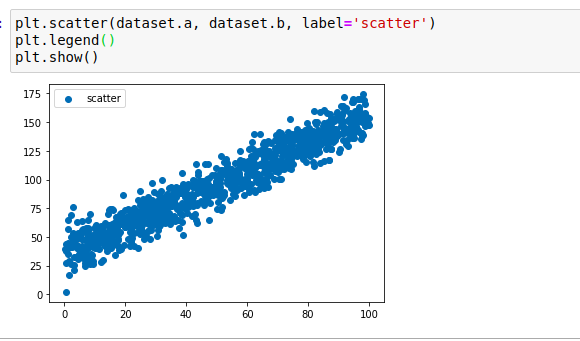 plt.scatter(dataset.a, dataset.b, label='scatter')
plt.legend()
plt.show()
scatter
175
150
125
100
75
50
25
0
0 20 40 60 80 100